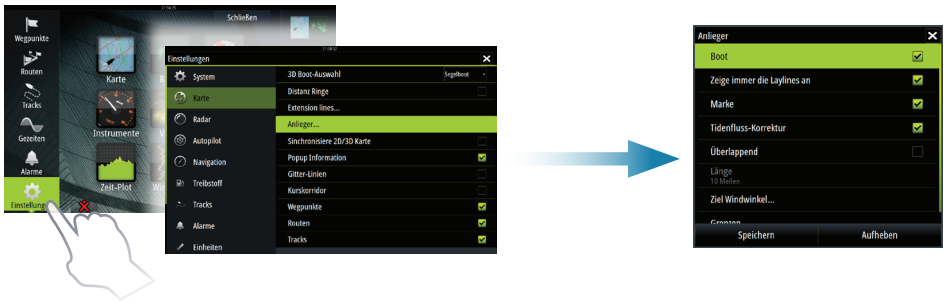 Schließen
Wegpunkte
Routen
Tracks
Gezeiten
Alarme
Einstellung
Karte
Instrumente
Zeit-Plot
Einstellungen
System
Karte
Radar
Autopilot
Navigation
Treibstoff
Tracks
Alarme
Einheiten
3D Boot-Auswahl Segelboot
Distanz Ringe
Extension lines...
Anlieger...
Synchronisiere 2D/3D Karte
Popup Information
Gitter-Linien
Kurskorridor
Wegpunkte
Routen
Tracks
Anlieger
Boot
Zeige immer die Laylines an
Marke
Tidenfluss-Korrektur
Überlappend
Länge
10 Meilen
Ziel Windwinkel...
Grenzen
Speichern Aufheben